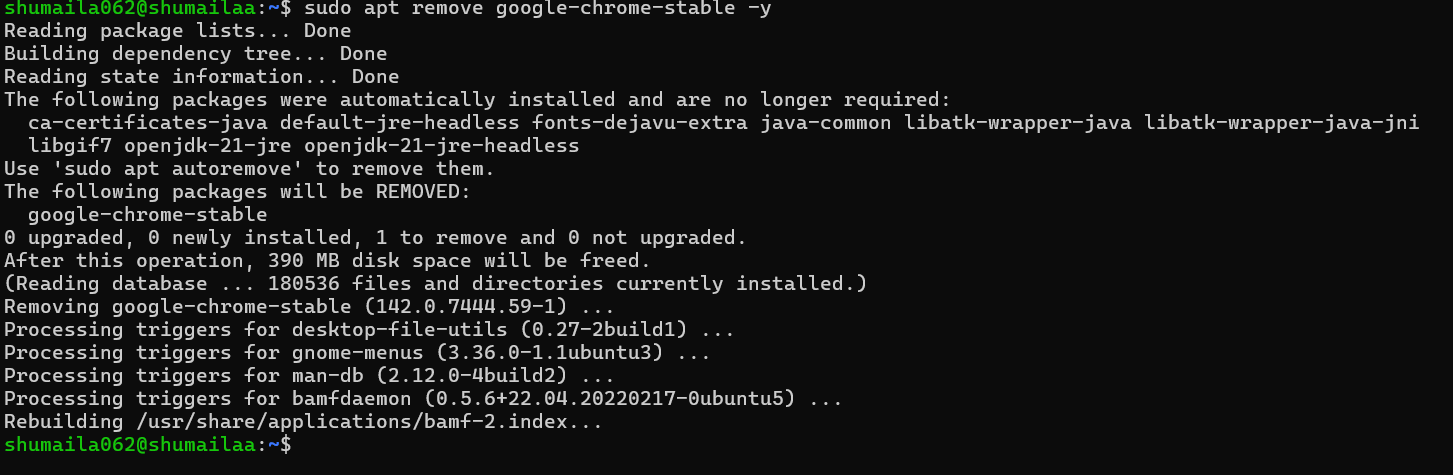 shumaila062@shumailaa:~$ sudo apt remove google-chrome-stable -y
Reading package lists... Done
Building dependency tree... Done
Reading state information... Done
The following packages were automatically installed and are no longer required:
  ca-certificates-java default-jre-headless fonts-dejavu-extra java-common libatk-wrapper-java libatk-wrapper-java-jni
  libgif7 openjdk-21-jre openjdk-21-jre-headless
Use 'sudo apt autoremove' to remove them.
The following packages will be REMOVED:
  google-chrome-stable
0 upgraded, 0 newly installed, 1 to remove and 0 not upgraded.
After this operation, 390 MB disk space will be freed.
(Reading database ... 180536 files and directories currently installed.)
Removing google-chrome-stable (142.0.7444.59-1) ...
Processing triggers for desktop-file-utils (0.27-2build1) ...
Processing triggers for gnome-menus (3.36.0-1.1ubuntu3) ...
Processing triggers for man-db (2.12.0-4build2) ...
Processing triggers for bamfdaemon (0.5.6+22.04.20220217-0ubuntu5) ...
Rebuilding /usr/share/applications/bamf-2.index...
shumaila062@shumailaa:~$